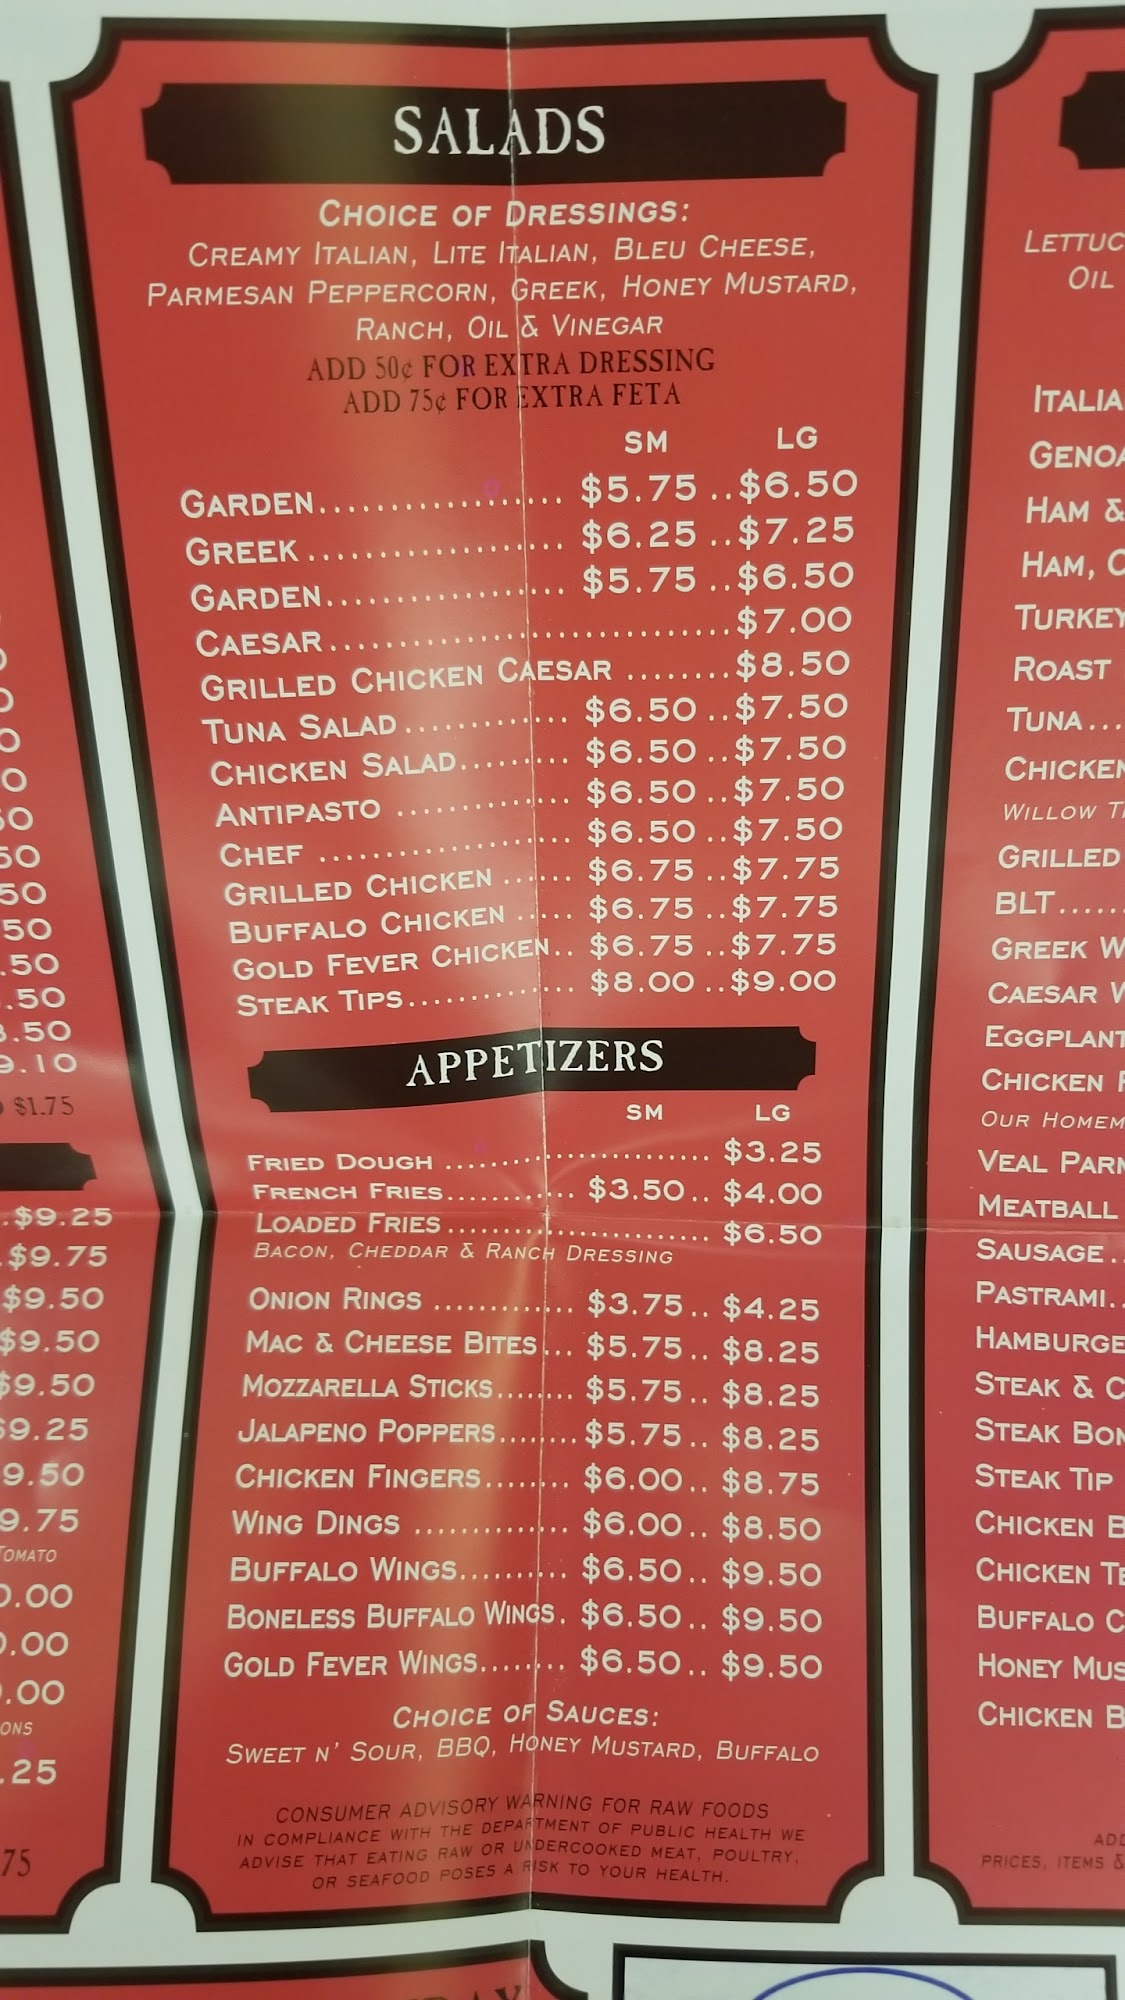 SALADS
CHOICE OF DRESSINGS:
CREAMY ITALIAN, LITE ITALIAN, BLEU CHEESE,
PARMESAN PEPPERCORN, GREEK, HONEY MUSTARD,
RANCH, OIL & VINEGAR
ADD 50¢ FOR EXTRA DRESSING
ADD 75¢ FOR EXTRA FETA
SM LG
GARDEN.................. $5.75 ..$6.50
GREEK .................. $6.25 ..$7.25
GARDEN.................. $5.75 ..$6.50
CAESAR..............................$7.00
GRILLED CHICKEN CAESAR ........$8.50
TUNA SALAD ............. $6.50 ..$7.50
CHICKEN SALAD......... $6.50 ..$7.50
ANTIPASTO .............. $6.50 ..$7.50
CHEF .................... $6.50 ..$7.50
GRILLED CHICKEN ...... $6.75 ..$7.75
BUFFALO CHICKEN ..... $6.75 ..$7.75
GOLD FEVER CHICKEN.. $6.75 ..$7.75
STEAK TIPS............... $8.00 ..$9.00
APPETIZERS
SM LG
FRIED DOUGH ............................ $3.25
FRENCH FRIES............. $3.50.. $4.00
LOADED FRIES ........................... $6.50
BACON, CHEDDAR & RANCH DRESSING
ONION RINGS ............. $3.75.. $4.25
MAC & CHEESE BITES ... $5.75.. $8.25
MOZZARELLA STICKS........ $5.75.. $8.25
JALAPENO POPPERS........ $5.75.. $8.25
CHICKEN FINGERS........ $6.00.. $8.75
WING DINGS .............. $6.00.. $8.50
BUFFALO WINGS.......... $6.50.. $9.50
BONELESS BUFFALO WINGS. $6.50.. $9.50
GOLD FEVER WINGS........ $6.50.. $9.50
CHOICE OF SAUCES:
SWEET N' SOUR, BBQ, HONEY MUSTARD, BUFFALO
CONSUMER ADVISORY WARNING FOR RAW FOODS
IN COMPLIANCE WITH THE DEPARTMENT OF PUBLIC HEALTH WE
ADVISE THAT EATING RAW OR UNDERCOOKED MEAT, POULTRY,
OR SEAFOOD POSES A RISK TO YOUR HEALTH.
$1.75
.$9.25
.$9.75
$9.50
$9.50
$9.50
$9.25
9.50
9.75
TOMATO
OIL
HAM &
HAM,
TURKEY
ROAST
TUNA...
CHICKEN
WILLOW
GRILLED
BLT......
GREEK
CAESAR
EGGPLANT
CHICKEN
OUR
VEAL
MEATBALL
SAUSAGE..
PASTRAMI..
STEAK &
STEAK
STEAK TIP
CHICKEN
CHICKEN
BUFFALO
HONEY
CHICKEN
PRICES, ITEMS &